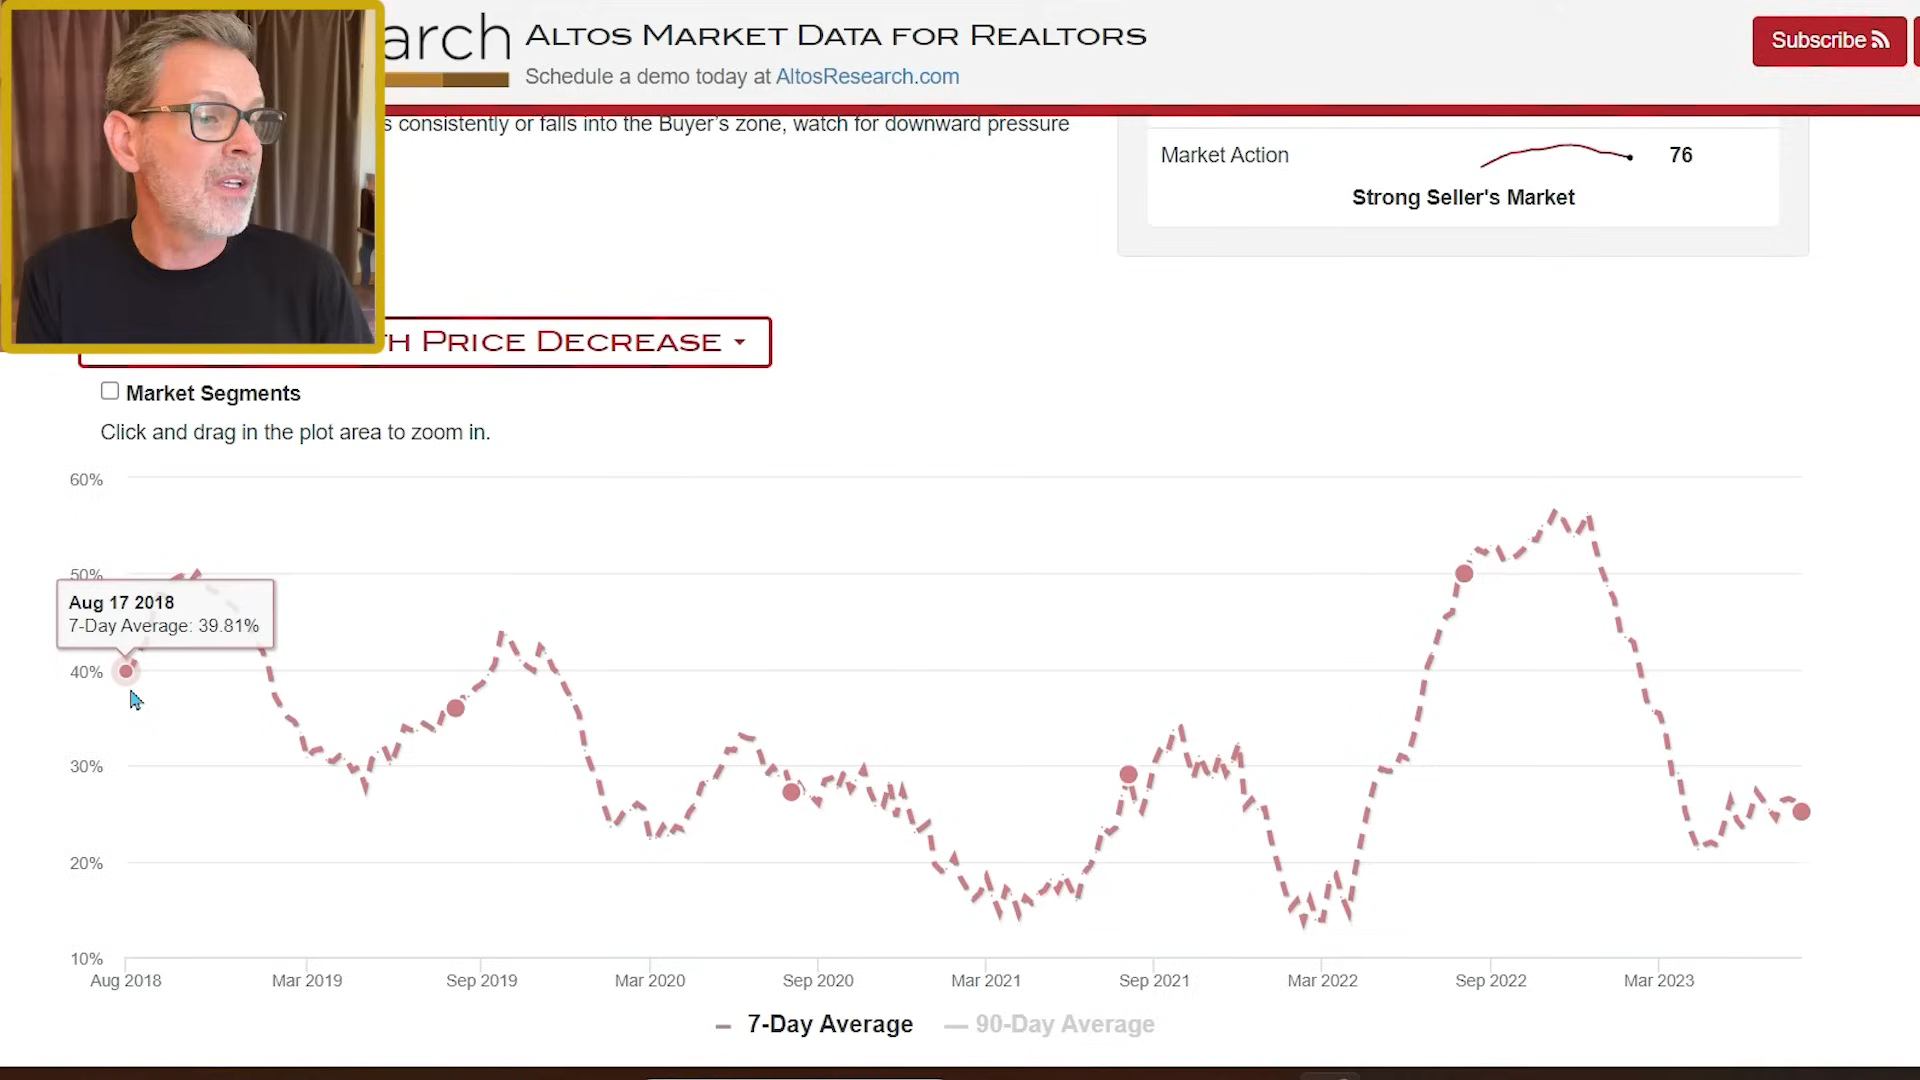 arch
ALTOS MARKET DATA FOR REALTORS
Schedule a demo today at AltosResearch.com
Subscribe
s consistently or falls into the Buyer's zone, watch for downward pressure
Market Action 76
Strong Seller's Market
H PRICE DECREASE
Market Segments
Click and drag in the plot area to zoom in.
60%
50%
Aug 17 2018
7-Day Average: 39.81%
40%
30%
20%
10%
Aug 2018 Mar 2019 Sep 2019 Mar 2020 Sep 2020 Mar 2021 Sep 2021 Mar 2022 Sep 2022 Mar 2023
7-Day Average 90-Day Average